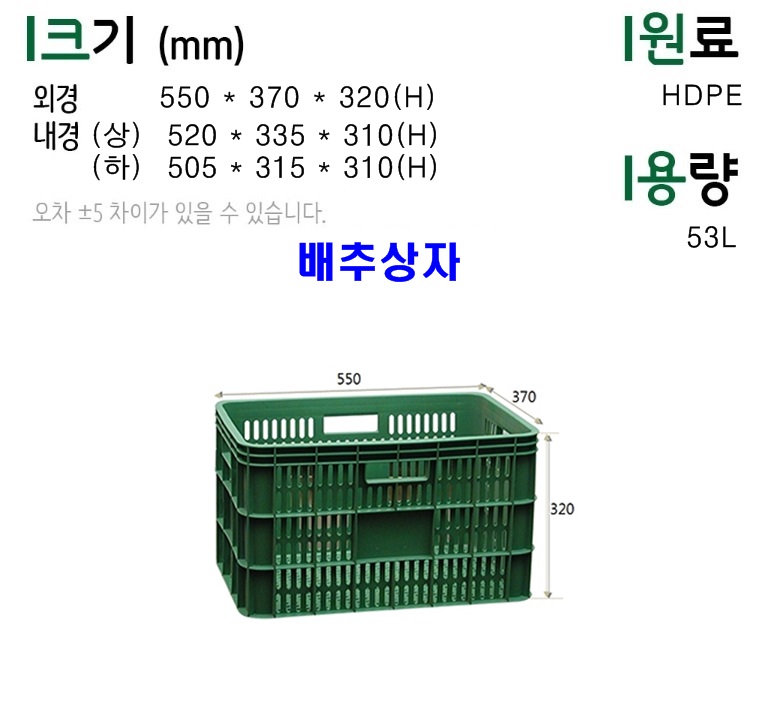 크기 (mm)
외경 550 * 370 * 320(H)
내경 (상) 520 * 335 * 310(H)
(하) 505 * 315 * 310(H)
오차 ±5 차이가 있을 수 있습니다.
원료
HDPE
용량
53L
배추상자
550
370
320